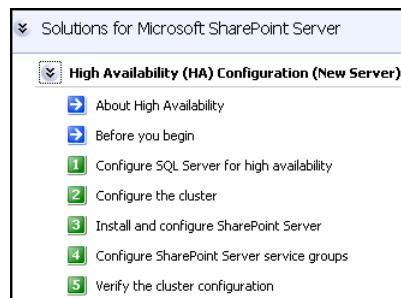 Solutions for Microsoft SharePoint Server
High Availability (HA) Configuration (New Server)
About High Availability
Before you begin
1 Configure SQL Server for high availability
2 Configure the cluster
3 Install and configure SharePoint Server
4 Configure SharePoint Server service groups
5 Verify the cluster configuration